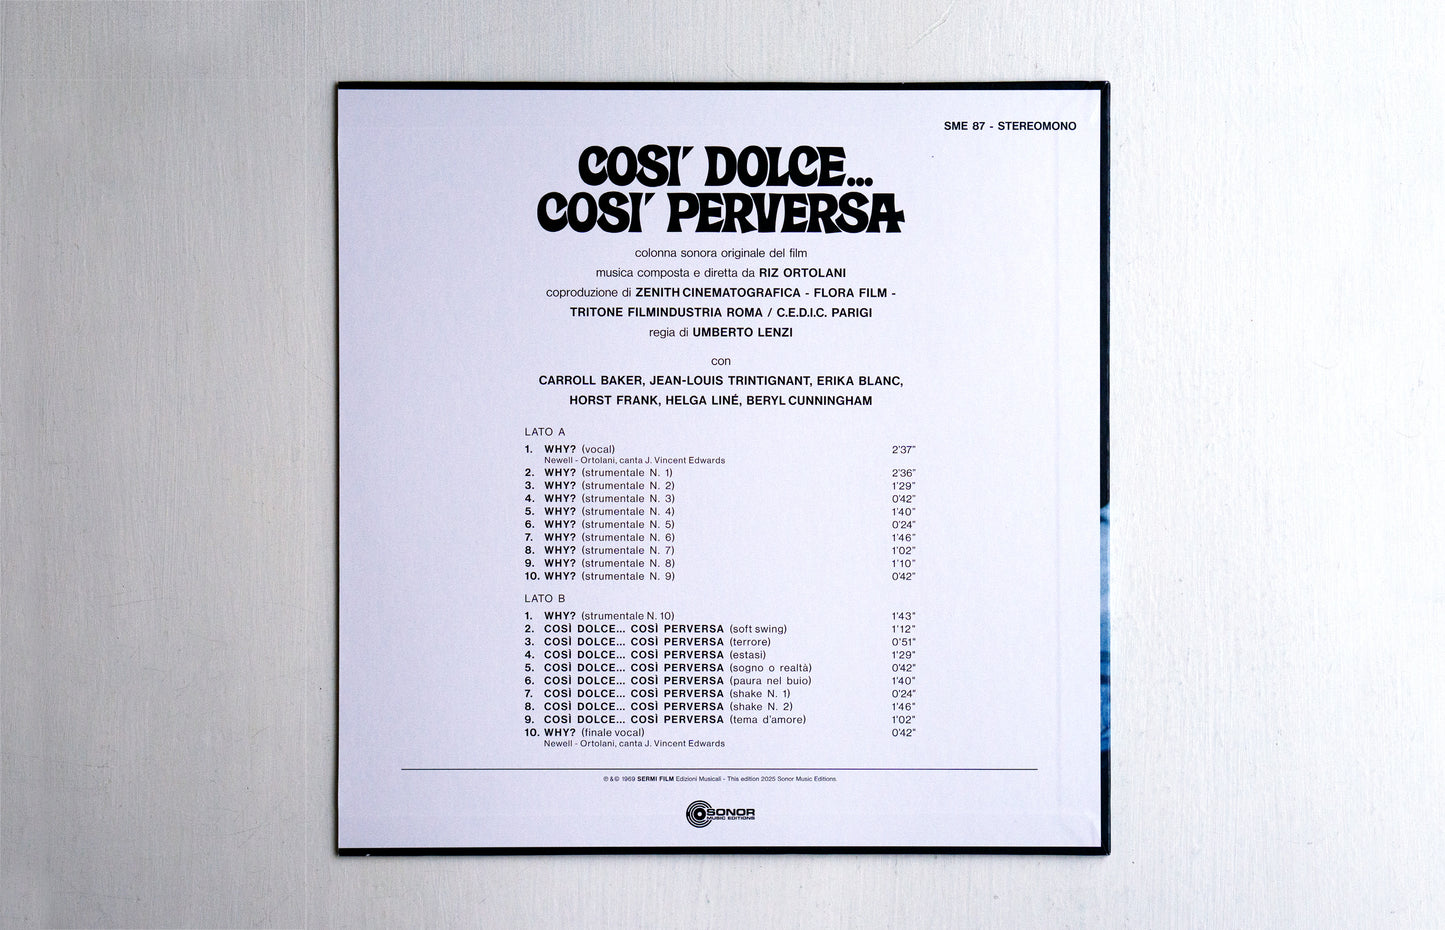 SME 87 - STEREOMONO
COSI' DOLCE...
COSI' PERVERSA
colonna sonora originale del film
musica composta e diretta da RIZ ORTOLANI
coproduzione di ZENITH CINEMATOGRAFICA - FLORA FILM -
TRITONE FILMINDUSTRIA ROMA / C.E.D.I.C. PARIGI
regia di UMBERTO LENZI
con
CARROLL BAKER, JEAN-LOUIS TRINTIGNANT, ERIKA BLANC,
HORST FRANK, HELGA LINÉ, BERYL CUNNINGHAM
LATO A
1. WHY? (vocal) 2'37"
Newell - Ortolani, canta J. Vincent Edwards
2. WHY? (strumentale N. 1) 2'36"
3. WHY? (strumentale N. 2) 1'29"
4. WHY? (strumentale N. 3) 0'42"
5. WHY? (strumentale N. 4) 1'40"
6. WHY? (strumentale N. 5) 0'24"
7. WHY? (strumentale N. 6) 1'46"
8. WHY? (strumentale N. 7) 1'02"
9. WHY? (strumentale N. 8) 1'10"
10. WHY? (strumentale N. 9) 0'42"
LATO B
1. WHY? (strumentale N. 10) 1'43"
2. COSÌ DOLCE... COSÌ PERVERSA (soft swing) 1'12"
3. COSÌ DOLCE... COSÌ PERVERSA (terrore) 0'51"
4. COSÌ DOLCE... COSÌ PERVERSA (estasi) 1'29"
5. COSÌ DOLCE... COSÌ PERVERSA (sogno o realtà) 0'42"
6. COSÌ DOLCE... COSÌ PERVERSA (paura nel buio) 1'40"
7. COSÌ DOLCE... COSÌ PERVERSA (shake N. 1) 0'24"
8. COSÌ DOLCE... COSÌ PERVERSA (shake N. 2) 1'46"
9. COSÌ DOLCE... COSÌ PERVERSA (tema d'amore) 1'02"
10. WHY? (finale vocal) 0'42"
Newell - Ortolani, canta J. Vincent Edwards
℗ & © 1969 SERMI FILM Edizioni Musicali - This edition 2025 Sonor Music Editions.
SONOR
MUSIC EDITIONS